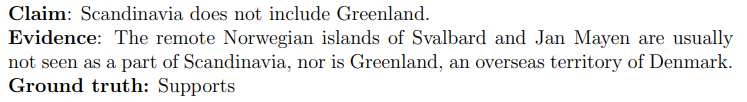 Claim: Scandinavia does not include Greenland.
Evidence: The remote Norwegian islands of Svalbard and Jan Mayen are usually
not seen as a part of Scandinavia, nor is Greenland, an overseas territory of Denmark.
Ground truth: Supports